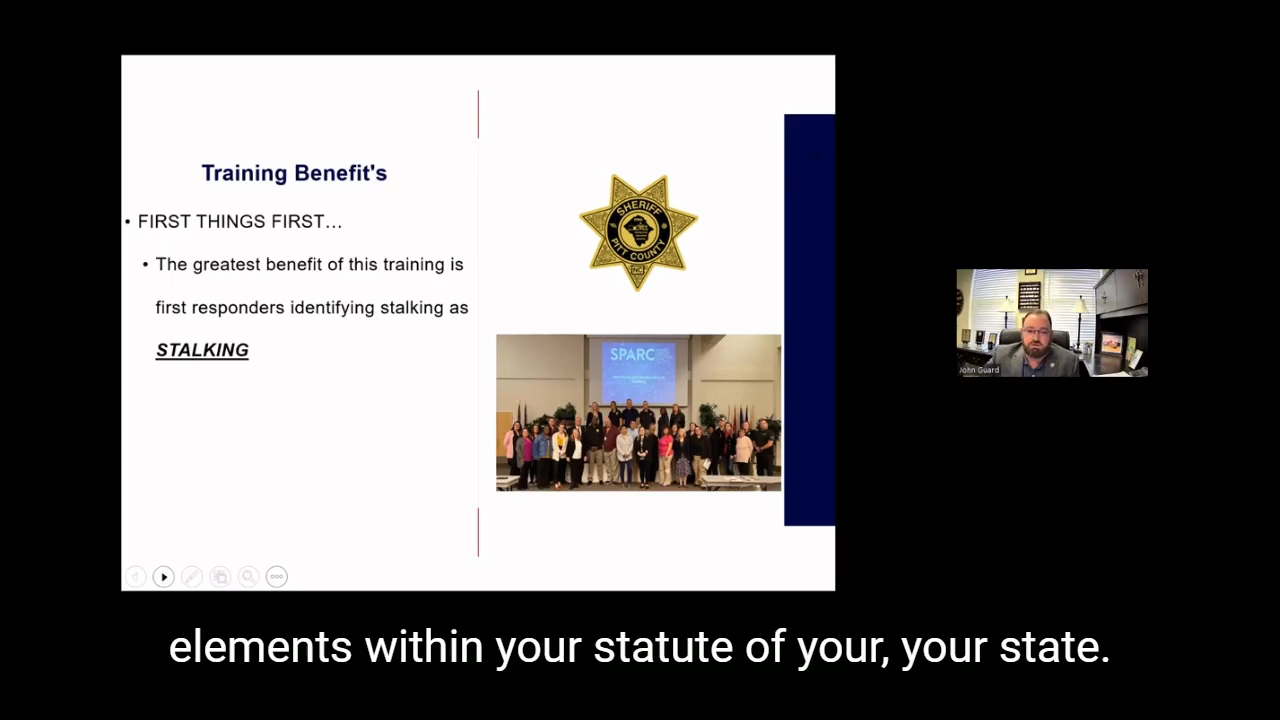 Training Benefit's
• FIRST THINGS FIRST…
• The greatest benefit of this training is
first responders identifying stalking as
STALKING
SHERIFF
PITT COUNTY
NC
SPARC
John Guard
elements within your statute of your, your state.